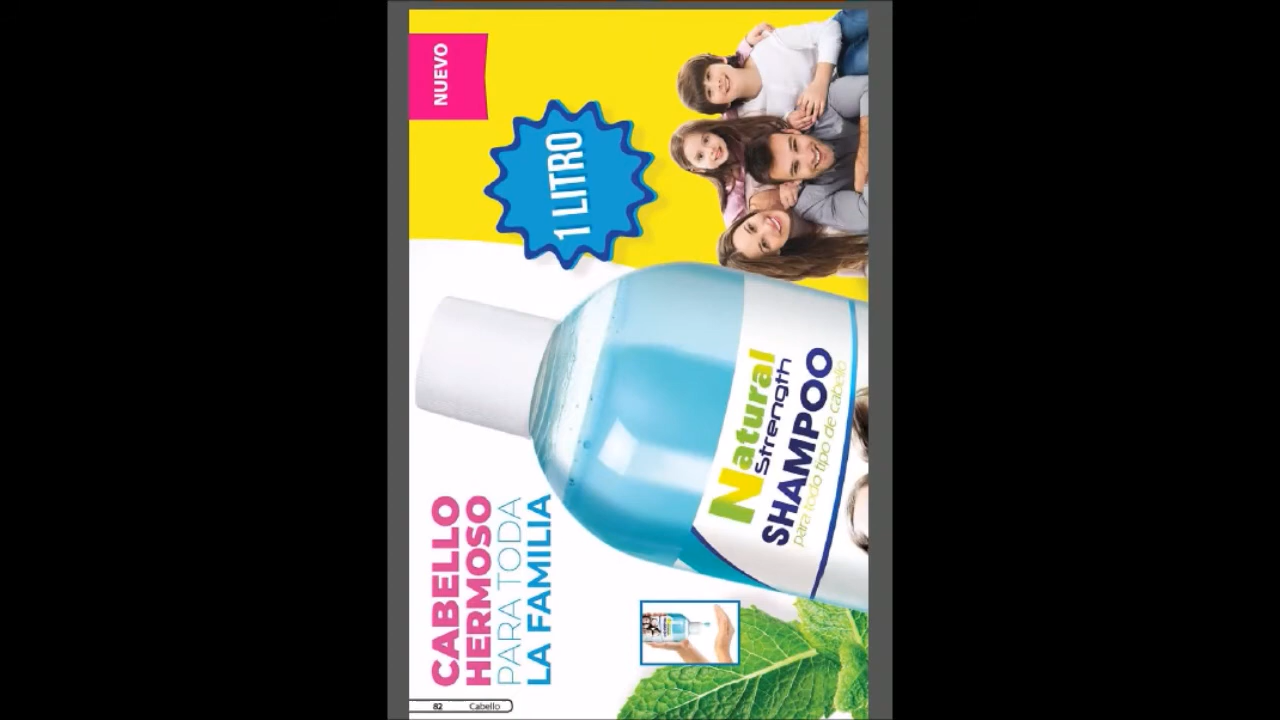 NUEVO
1 LITRO
CABELLO
HERMOSO
PARA TODA
LA FAMILIA
Natural
Strength
SHAMPOO
para todo tipo de cabello
82 Cabello